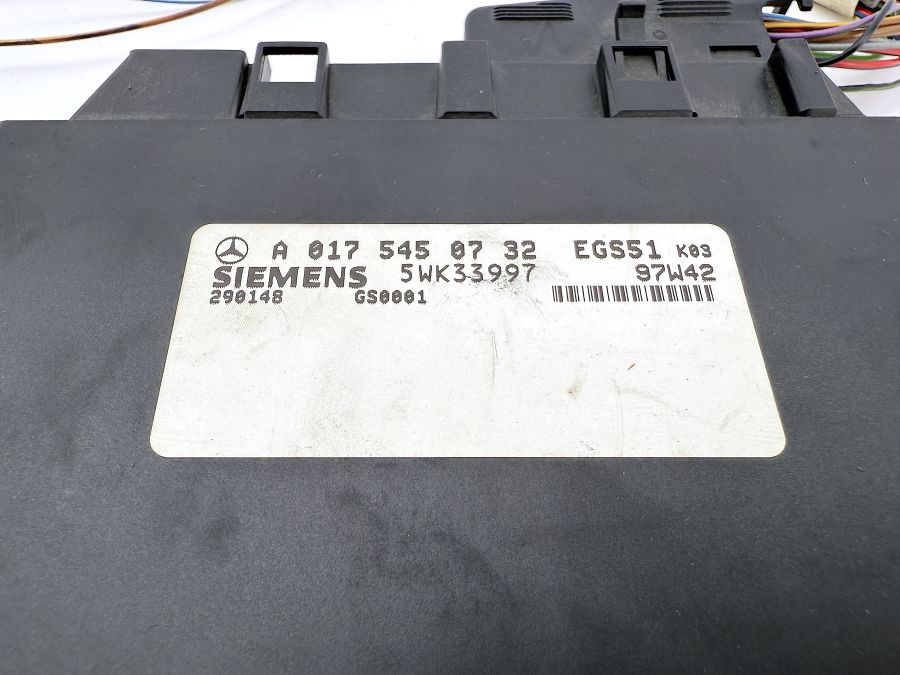 A 017 545 07 32 EGS51 K03
SIEMENS 5WK33997 97W42
290148 GS0001